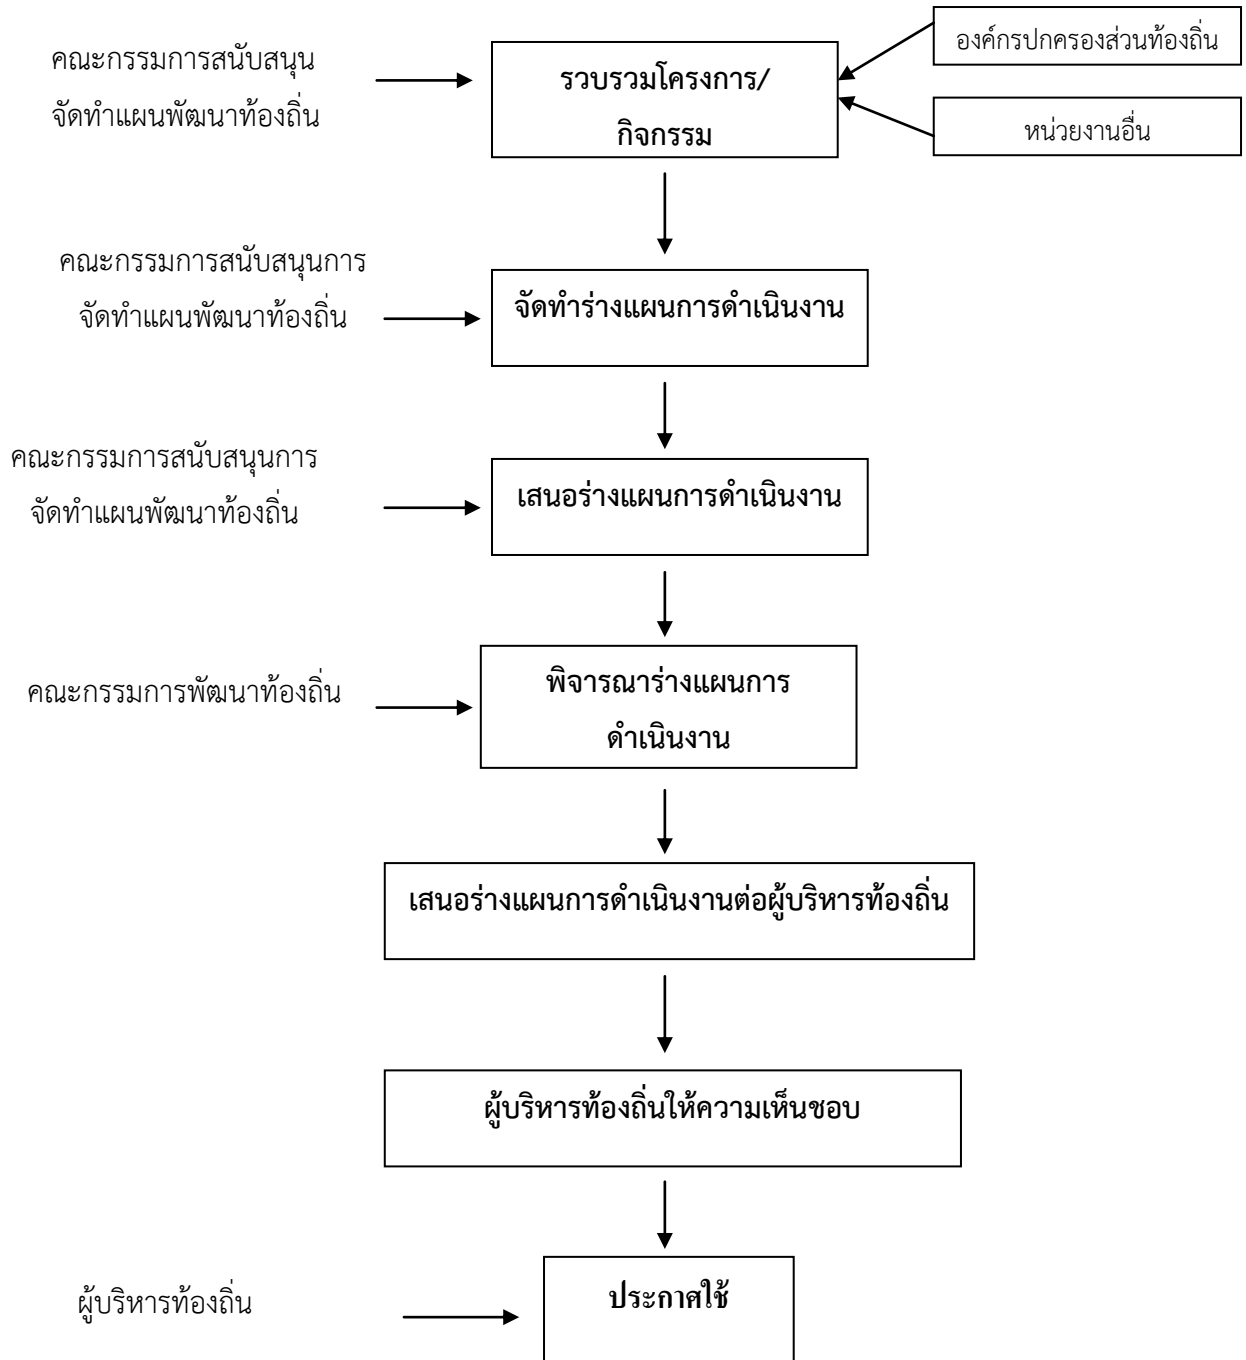 คณะกรรมการสนับสนุน
จัดทำแผนพัฒนาท้องถิ่น
รวบรวมโครงการ/
กิจกรรม
องค์กรปกครองส่วนท้องถิ่น
หน่วยงานอื่น
คณะกรรมการสนับสนุนการ
จัดทำแผนพัฒนาท้องถิ่น
จัดทำร่างแผนการดำเนินงาน
คณะกรรมการสนับสนุนการ
จัดทำแผนพัฒนาท้องถิ่น
เสนอร่างแผนการดำเนินงาน
คณะกรรมการพัฒนาท้องถิ่น
พิจารณาร่างแผนการ
ดำเนินงาน
เสนอร่างแผนการดำเนินงานต่อผู้บริหารท้องถิ่น
ผู้บริหารท้องถิ่นให้ความเห็นชอบ
ผู้บริหารท้องถิ่น
ประกาศใช้